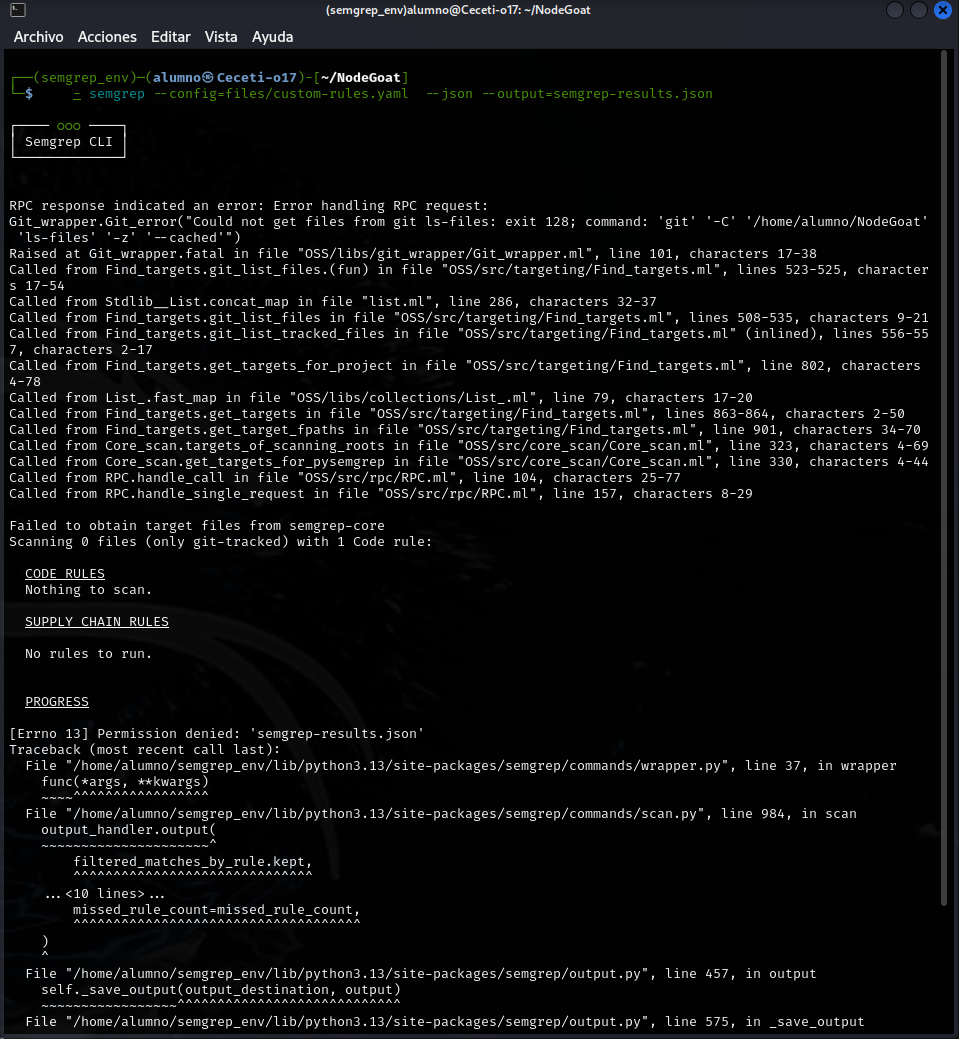 (semgrep_env)alumno@Ceceti-o17: ~/NodeGoat
Archivo Acciones Editar Vista Ayuda
┌──(semgrep_env)─(alumno㉿Ceceti-o17)-[~/NodeGoat]
└─$ _ semgrep --config=files/custom-rules.yaml --json --output=semgrep-results.json
┌──── ○○○ ────┐
│ Semgrep CLI │
└─────────────┘
RPC response indicated an error: Error handling RPC request:
Git_wrapper.Git_error("Could not get files from git ls-files: exit 128; command: 'git' '-C' '/home/alumno/NodeGoat'
'ls-files' '-z' '--cached'")
Raised at Git_wrapper.fatal in file "OSS/libs/git_wrapper/Git_wrapper.ml", line 101, characters 17-38
Called from Find_targets.git_list_files.(fun) in file "OSS/src/targeting/Find_targets.ml", lines 523-525, character
s 17-54
Called from Stdlib__List.concat_map in file "list.ml", line 286, characters 32-37
Called from Find_targets.git_list_files in file "OSS/src/targeting/Find_targets.ml", lines 508-535, characters 9-21
Called from Find_targets.git_list_tracked_files in file "OSS/src/targeting/Find_targets.ml" (inlined), lines 556-55
7, characters 2-17
Called from Find_targets.get_targets_for_project in file "OSS/src/targeting/Find_targets.ml", line 802, characters
4-78
Called from List_.fast_map in file "OSS/libs/collections/List_.ml", line 79, characters 17-20
Called from Find_targets.get_targets in file "OSS/src/targeting/Find_targets.ml", lines 863-864, characters 2-50
Called from Find_targets.get_target_fpaths in file "OSS/src/targeting/Find_targets.ml", line 901, characters 34-70
Called from Core_scan.targets_of_scanning_roots in file "OSS/src/core_scan/Core_scan.ml", line 323, characters 4-69
Called from Core_scan.get_targets_for_pysemgrep in file "OSS/src/core_scan/Core_scan.ml", line 330, characters 4-44
Called from RPC.handle_call in file "OSS/src/rpc/RPC.ml", line 104, characters 25-77
Called from RPC.handle_single_request in file "OSS/src/rpc/RPC.ml", line 157, characters 8-29
Failed to obtain target files from semgrep-core
Scanning 0 files (only git-tracked) with 1 Code rule:
CODE RULES
Nothing to scan.
SUPPLY CHAIN RULES
No rules to run.
PROGRESS
[Errno 13] Permission denied: 'semgrep-results.json'
Traceback (most recent call last):
File "/home/alumno/semgrep_env/lib/python3.13/site-packages/semgrep/commands/wrapper.py", line 37, in wrapper
func(*args, **kwargs)
~~~~^^^^^^^^^^^^^^^^^
File "/home/alumno/semgrep_env/lib/python3.13/site-packages/semgrep/commands/scan.py", line 984, in scan
output_handler.output(
~~~~~~~~~~~~~~~~~~~~~^
filtered_matches_by_rule.kept,
^^^^^^^^^^^^^^^^^^^^^^^^^^^^^^
...<10 lines>...
missed_rule_count=missed_rule_count,
^^^^^^^^^^^^^^^^^^^^^^^^^^^^^^^^^^^^
)
^
File "/home/alumno/semgrep_env/lib/python3.13/site-packages/semgrep/output.py", line 457, in output
self._save_output(output_destination, output)
~~~~~~~~~~~~~~~~~^^^^^^^^^^^^^^^^^^^^^^^^^^^^
File "/home/alumno/semgrep_env/lib/python3.13/site-packages/semgrep/output.py", line 575, in _save_output